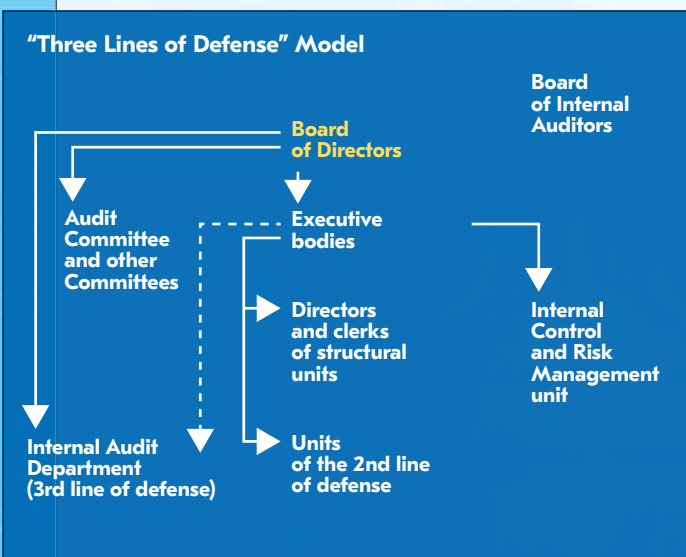 “Three Lines of Defense” Model
Board
of Internal
Auditors
Board
of Directors
Audit
Committee
and other
Committees
Executive
bodies
Directors
and clerks
of structural
units
Internal
Control
and Risk
Management
unit
Internal Audit
Department
(3rd line of defense)
Units
of the 2nd line
of defense